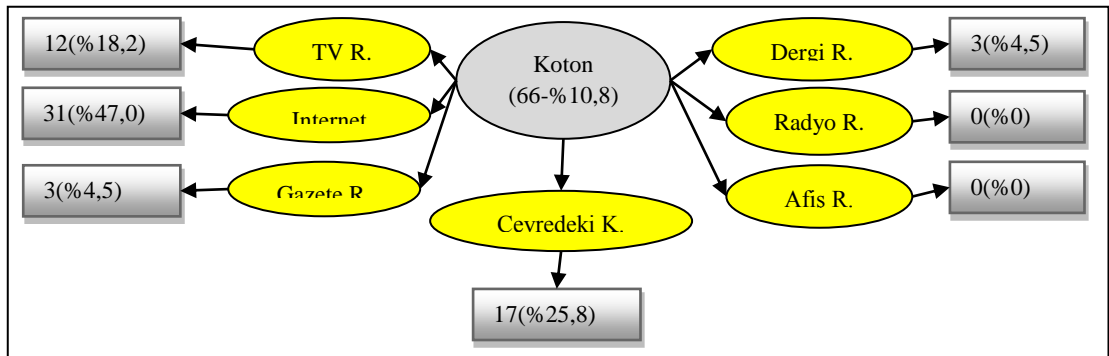 12(%18,2)
TV R.
Koton
(66-%10,8)
Dergi R.
3(%4,5)
31(%47,0)
Internet
Radyo R.
0(%0)
3(%4,5)
Gazete R.
Afis R.
0(%0)
Cevredeki K.
17(%25,8)